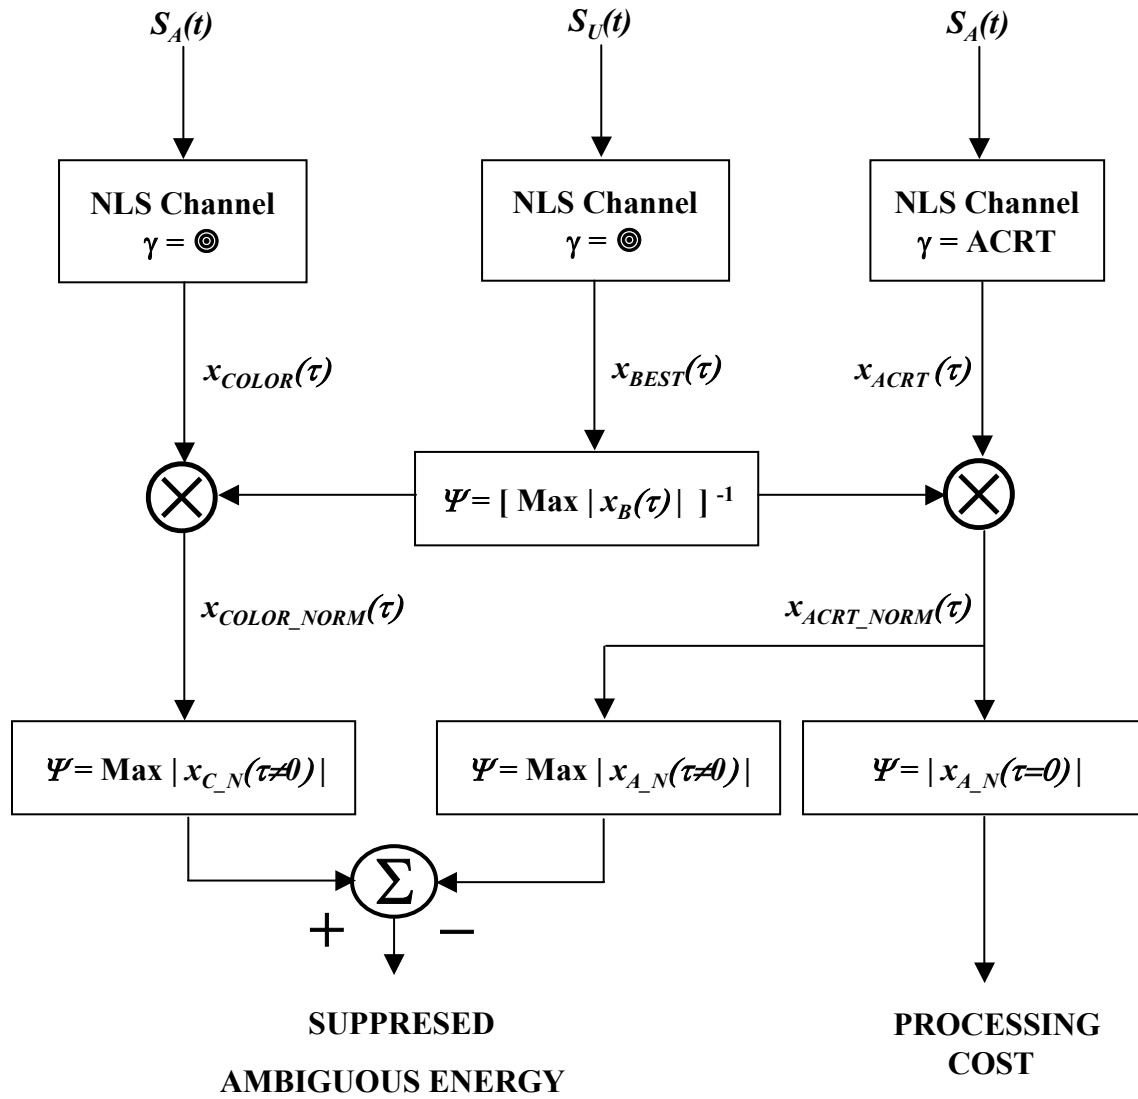 S_A(t)
S_U(t)
S_A(t)
NLS Channel
γ = ⊚
NLS Channel
γ = ⊚
NLS Channel
γ = ACRT
x_COLOR(τ)
x_BEST(τ)
x_ACRT(τ)
Ψ = [ Max | x_B(τ) | ] ⁻¹
x_COLOR_NORM(τ)
x_ACRT_NORM(τ)
Ψ = Max | x_C_N(τ≠0) |
Ψ = Max | x_A_N(τ≠0) |
Ψ = | x_A_N(τ=0) |
Σ
+ −
SUPPRESED
AMBIGUOUS ENERGY
PROCESSING
COST